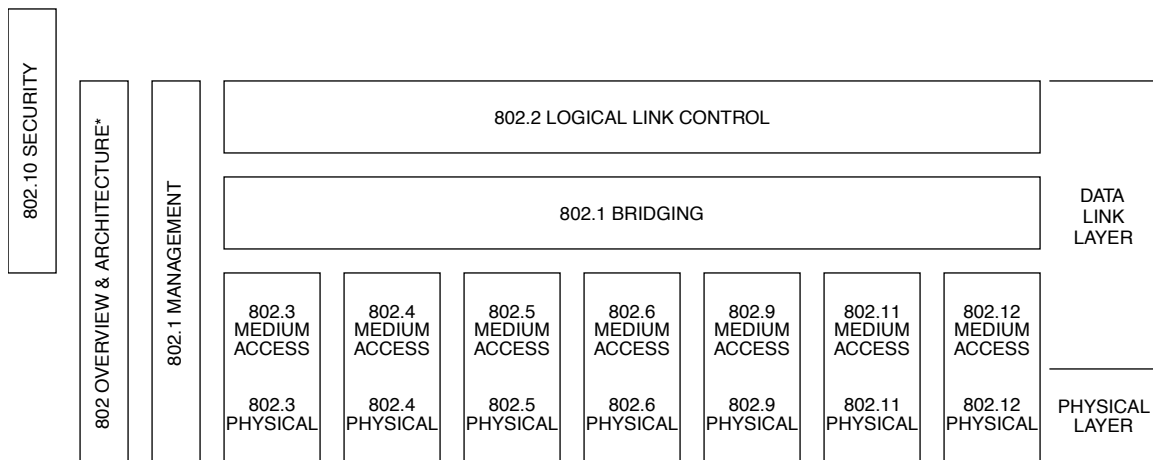 802.10 SECURITY
802 OVERVIEW & ARCHITECTURE*
802.1 MANAGEMENT
802.2 LOGICAL LINK CONTROL
802.1 BRIDGING
DATA
LINK
LAYER
802.3
MEDIUM
ACCESS
802.4
MEDIUM
ACCESS
802.5
MEDIUM
ACCESS
802.6
MEDIUM
ACCESS
802.9
MEDIUM
ACCESS
802.11
MEDIUM
ACCESS
802.12
MEDIUM
ACCESS
802.3
PHYSICAL
802.4
PHYSICAL
802.5
PHYSICAL
802.6
PHYSICAL
802.9
PHYSICAL
802.11
PHYSICAL
802.12
PHYSICAL
PHYSICAL
LAYER